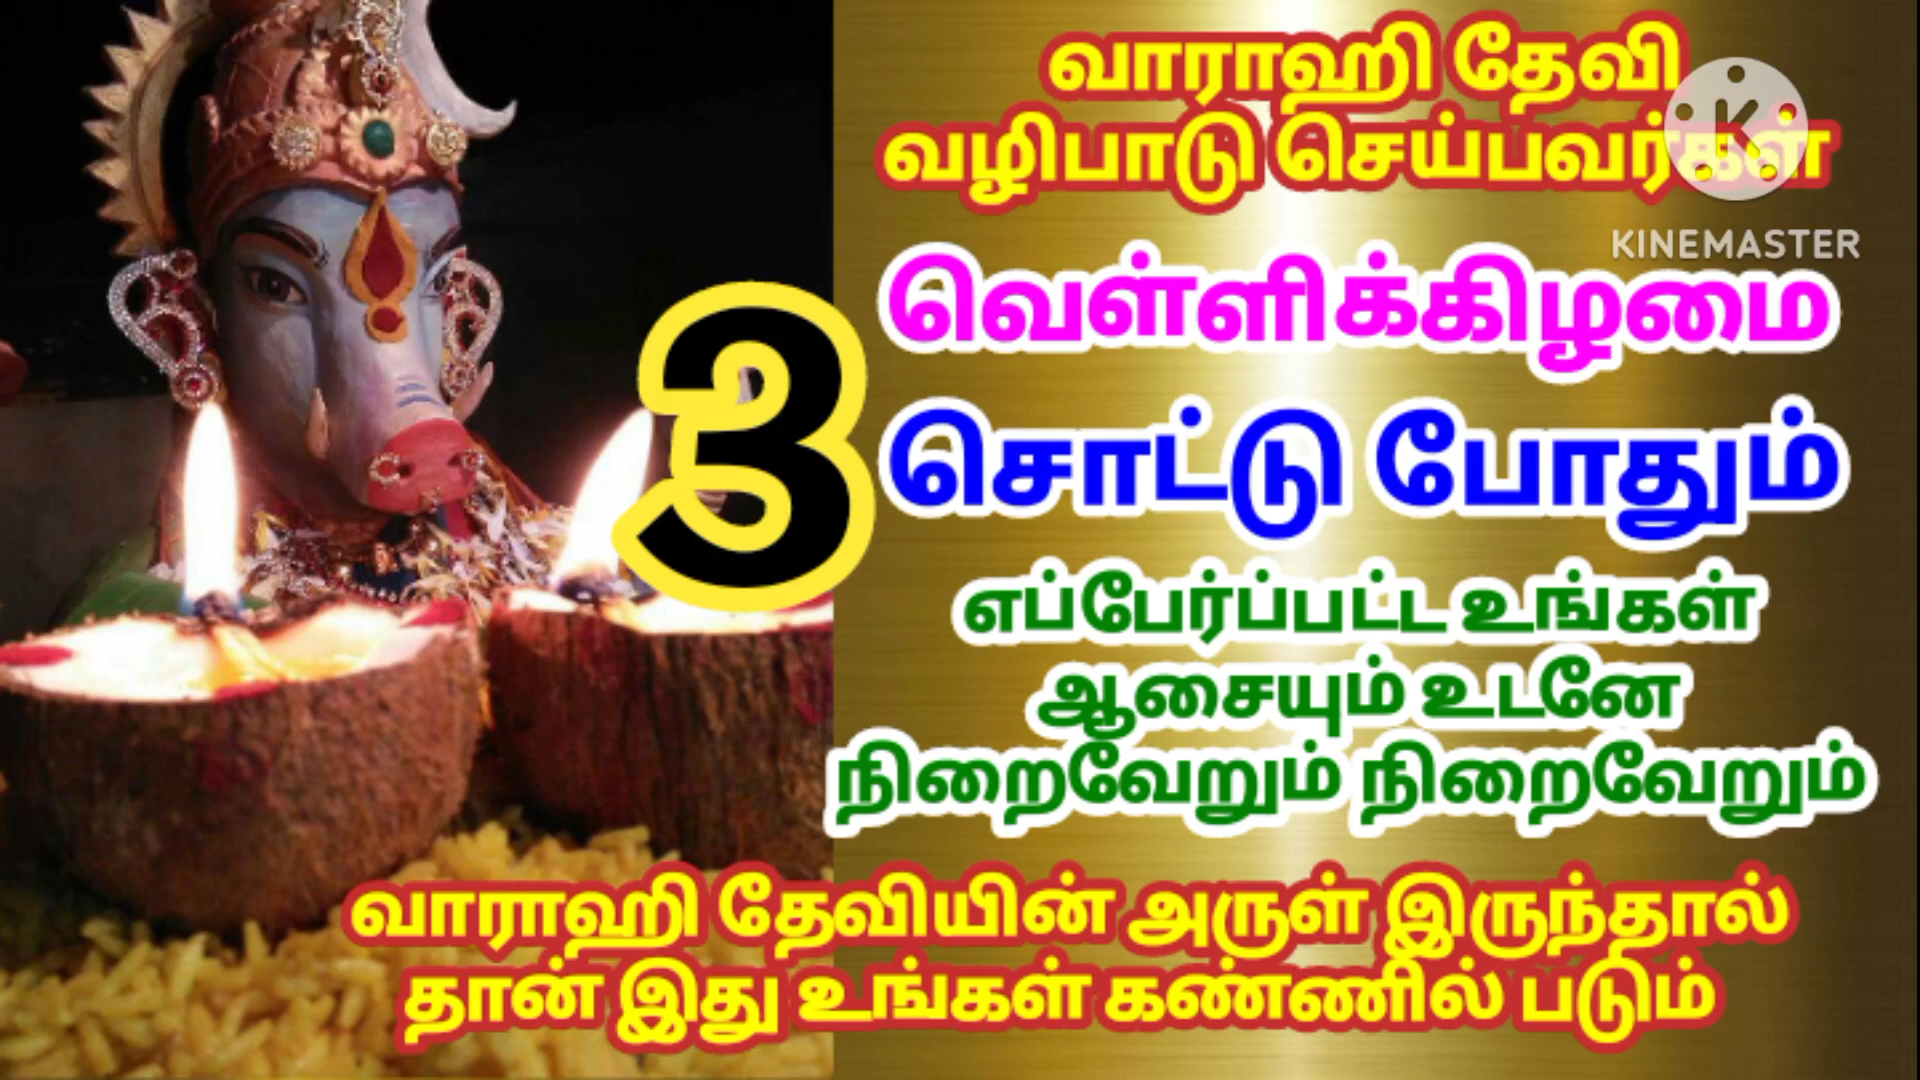 வாராஹி தேவி
வழிபாடு செய்பவர்கள்
K
KINEMASTER
வெள்ளிக்கிழமை
3 சொட்டு போதும்
எப்பேர்ப்பட்ட உங்கள்
ஆசையும் உடனே
நிறைவேறும் நிறைவேறும்
வாராஹி தேவியின் அருள் இருந்தால்
தான் இது உங்கள் கண்ணில் படும்